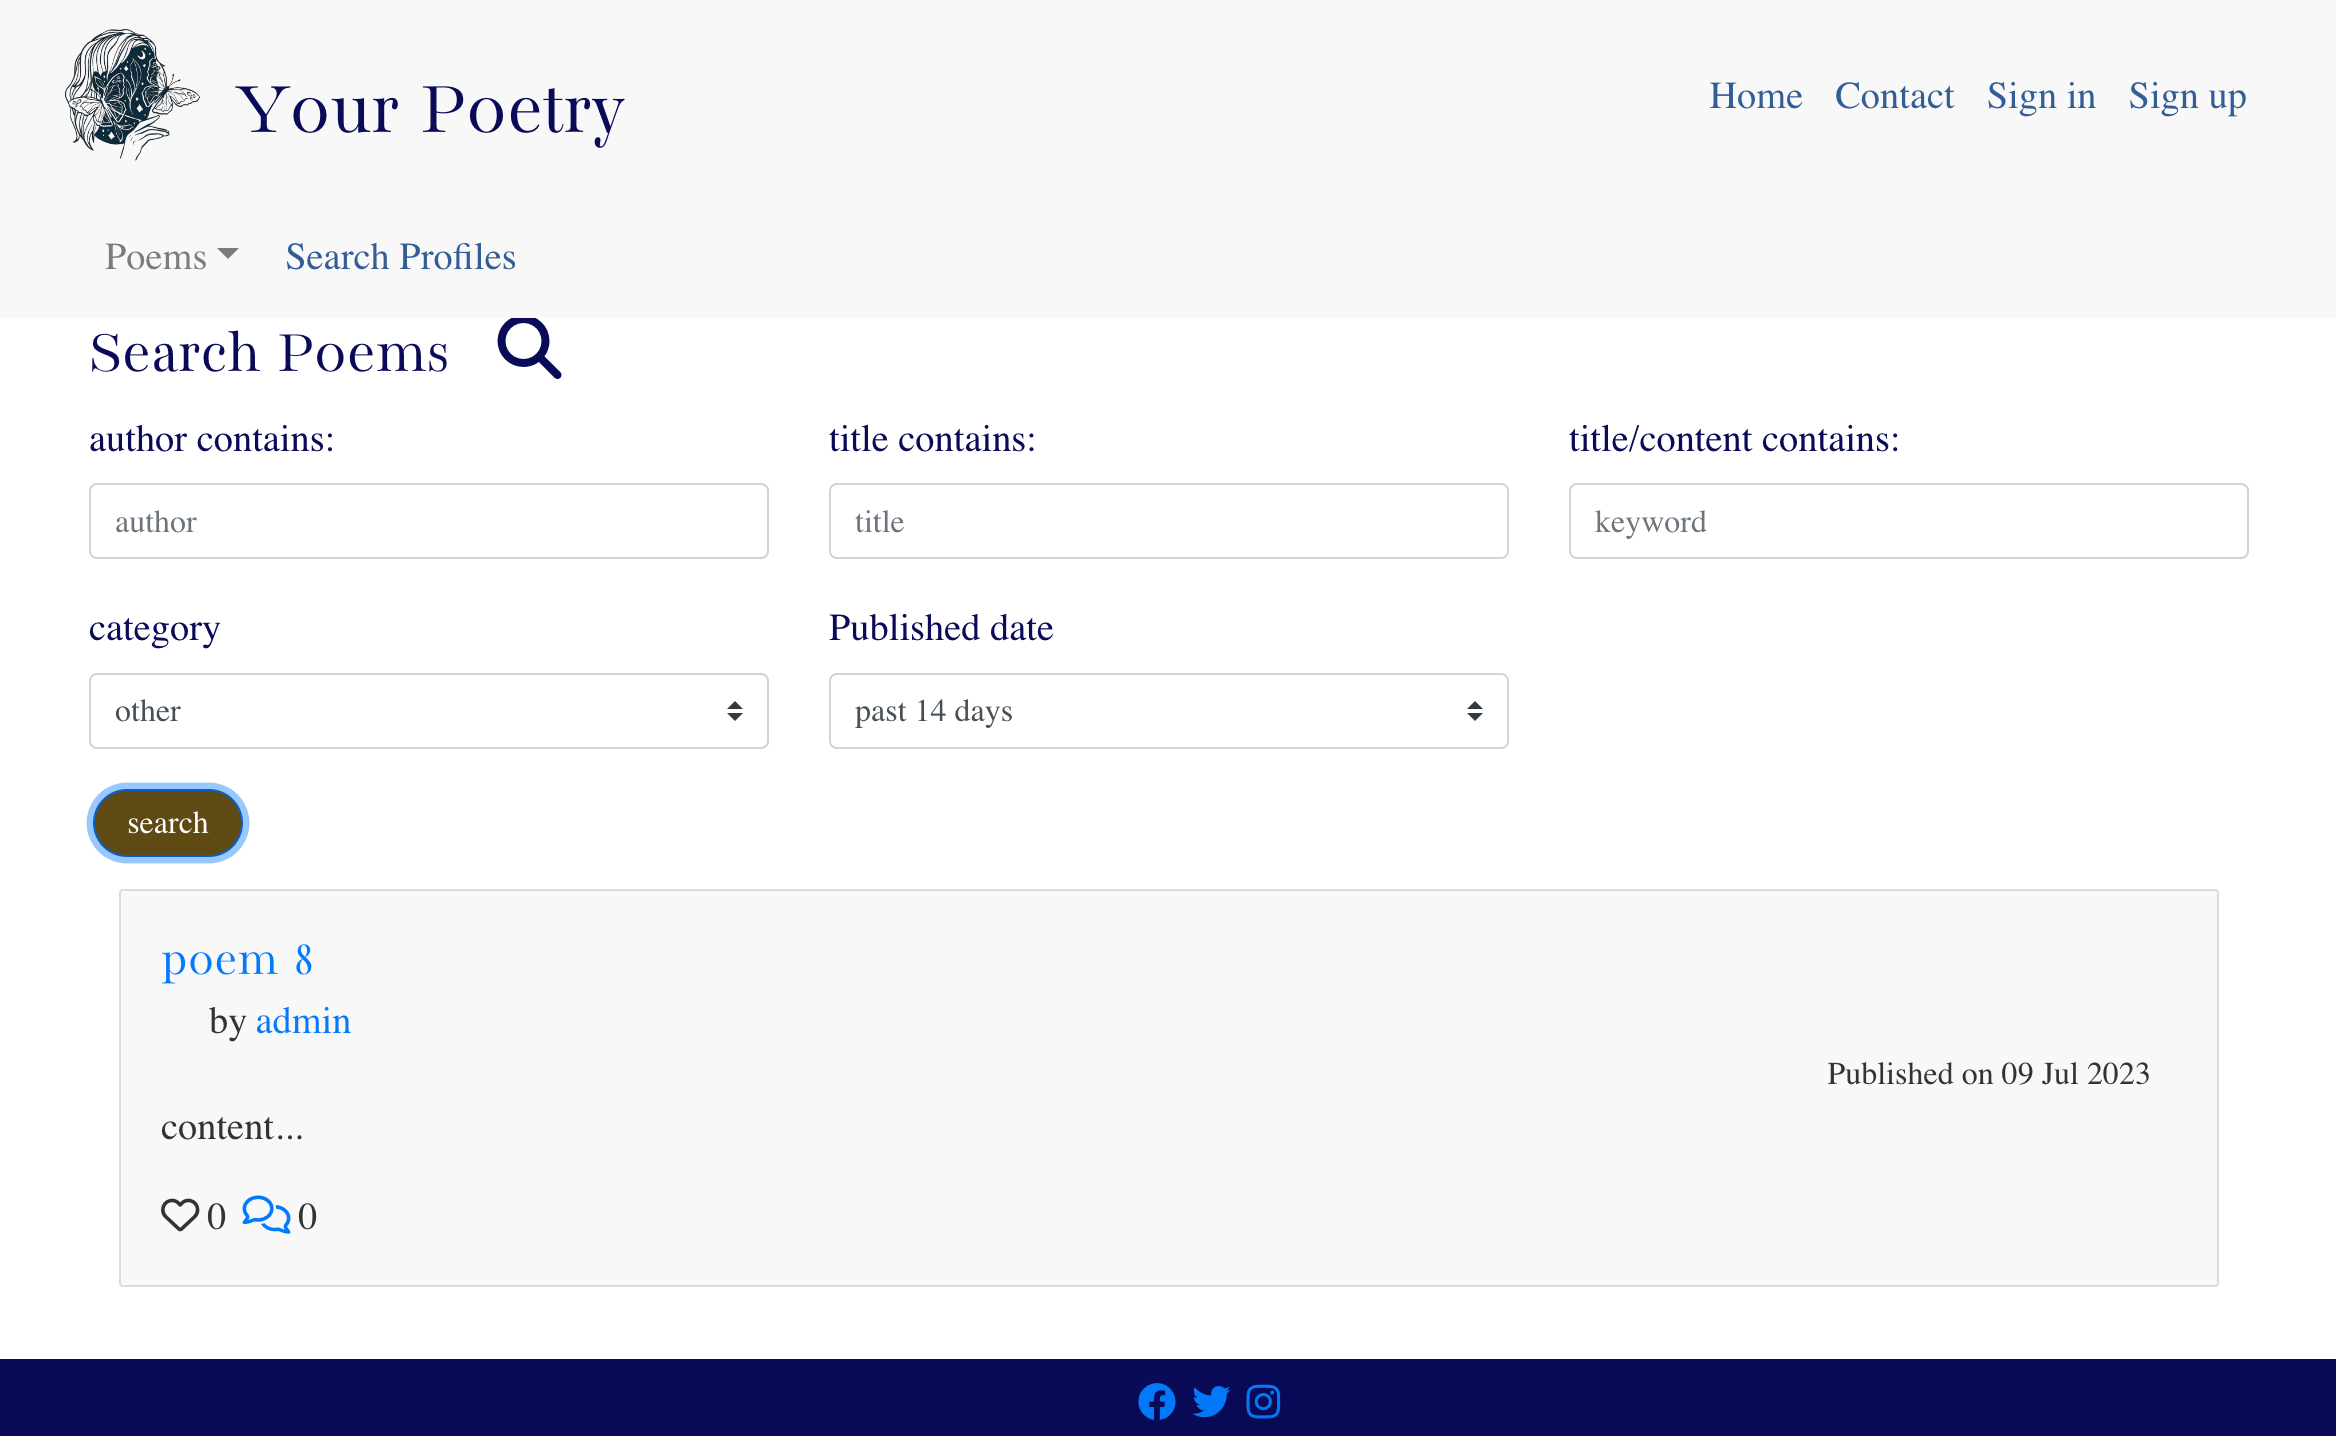 Your Poetry
Home Contact Sign in Sign up
Poems Search Profiles
Search Poems
author contains: title contains: title/content contains:
author title keyword
category Published date
other past 14 days
search
poem 8
by admin
Published on 09 Jul 2023
content...
0 0